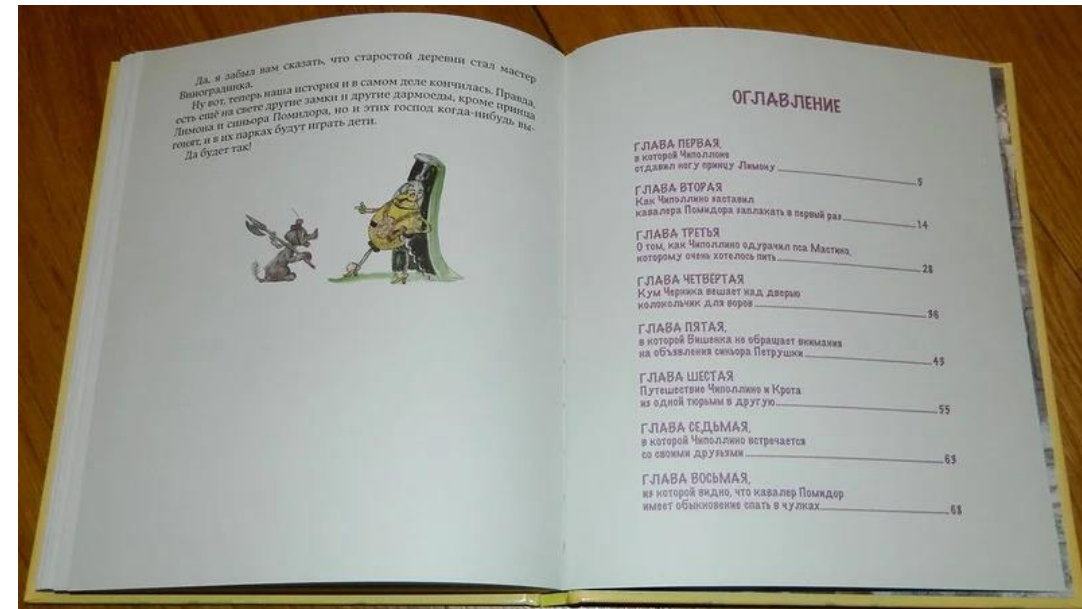 Да, я забыл вам сказать, что старостой деревни стал мастер
Виноградинка.
Ну вот, теперь наша история и в самом деле кончилась. Правда,
есть ещё на свете другие замки и другие дармоеды, кроме принца
Лимона и синьора Помидора, но и этих господ когда-нибудь вы-
гонят, и в их парках будут играть дети.
Да будет так!
ОГЛАВЛЕНИЕ
ГЛАВА ПЕРВАЯ,
в которой Чиполлоне
отдавил ногу принцу Лимону 5
ГЛАВА ВТОРАЯ
Как Чиполлино заставил
кавалера Помидора заплакать в первый раз 14
ГЛАВА ТРЕТЬЯ
О том, как Чиполлино одурачил пса Мастино,
которому очень хотелось пить 28
ГЛАВА ЧЕТВЕРТАЯ
Кум Черника вешает над дверью
колокольчик для воров 36
ГЛАВА ПЯТАЯ,
в которой Вишенка не обращает внимания
на объявления синьора Петрушки 43
ГЛАВА ШЕСТАЯ
Путешествие Чиполлино и Крота
из одной тюрьмы в другую 55
ГЛАВА СЕДЬМАЯ,
в которой Чиполлино встречается
со своими друзьями 63
ГЛАВА ВОСЬМАЯ,
из которой видно, что кавалер Помидор
имеет обыкновение спать в чулках 68